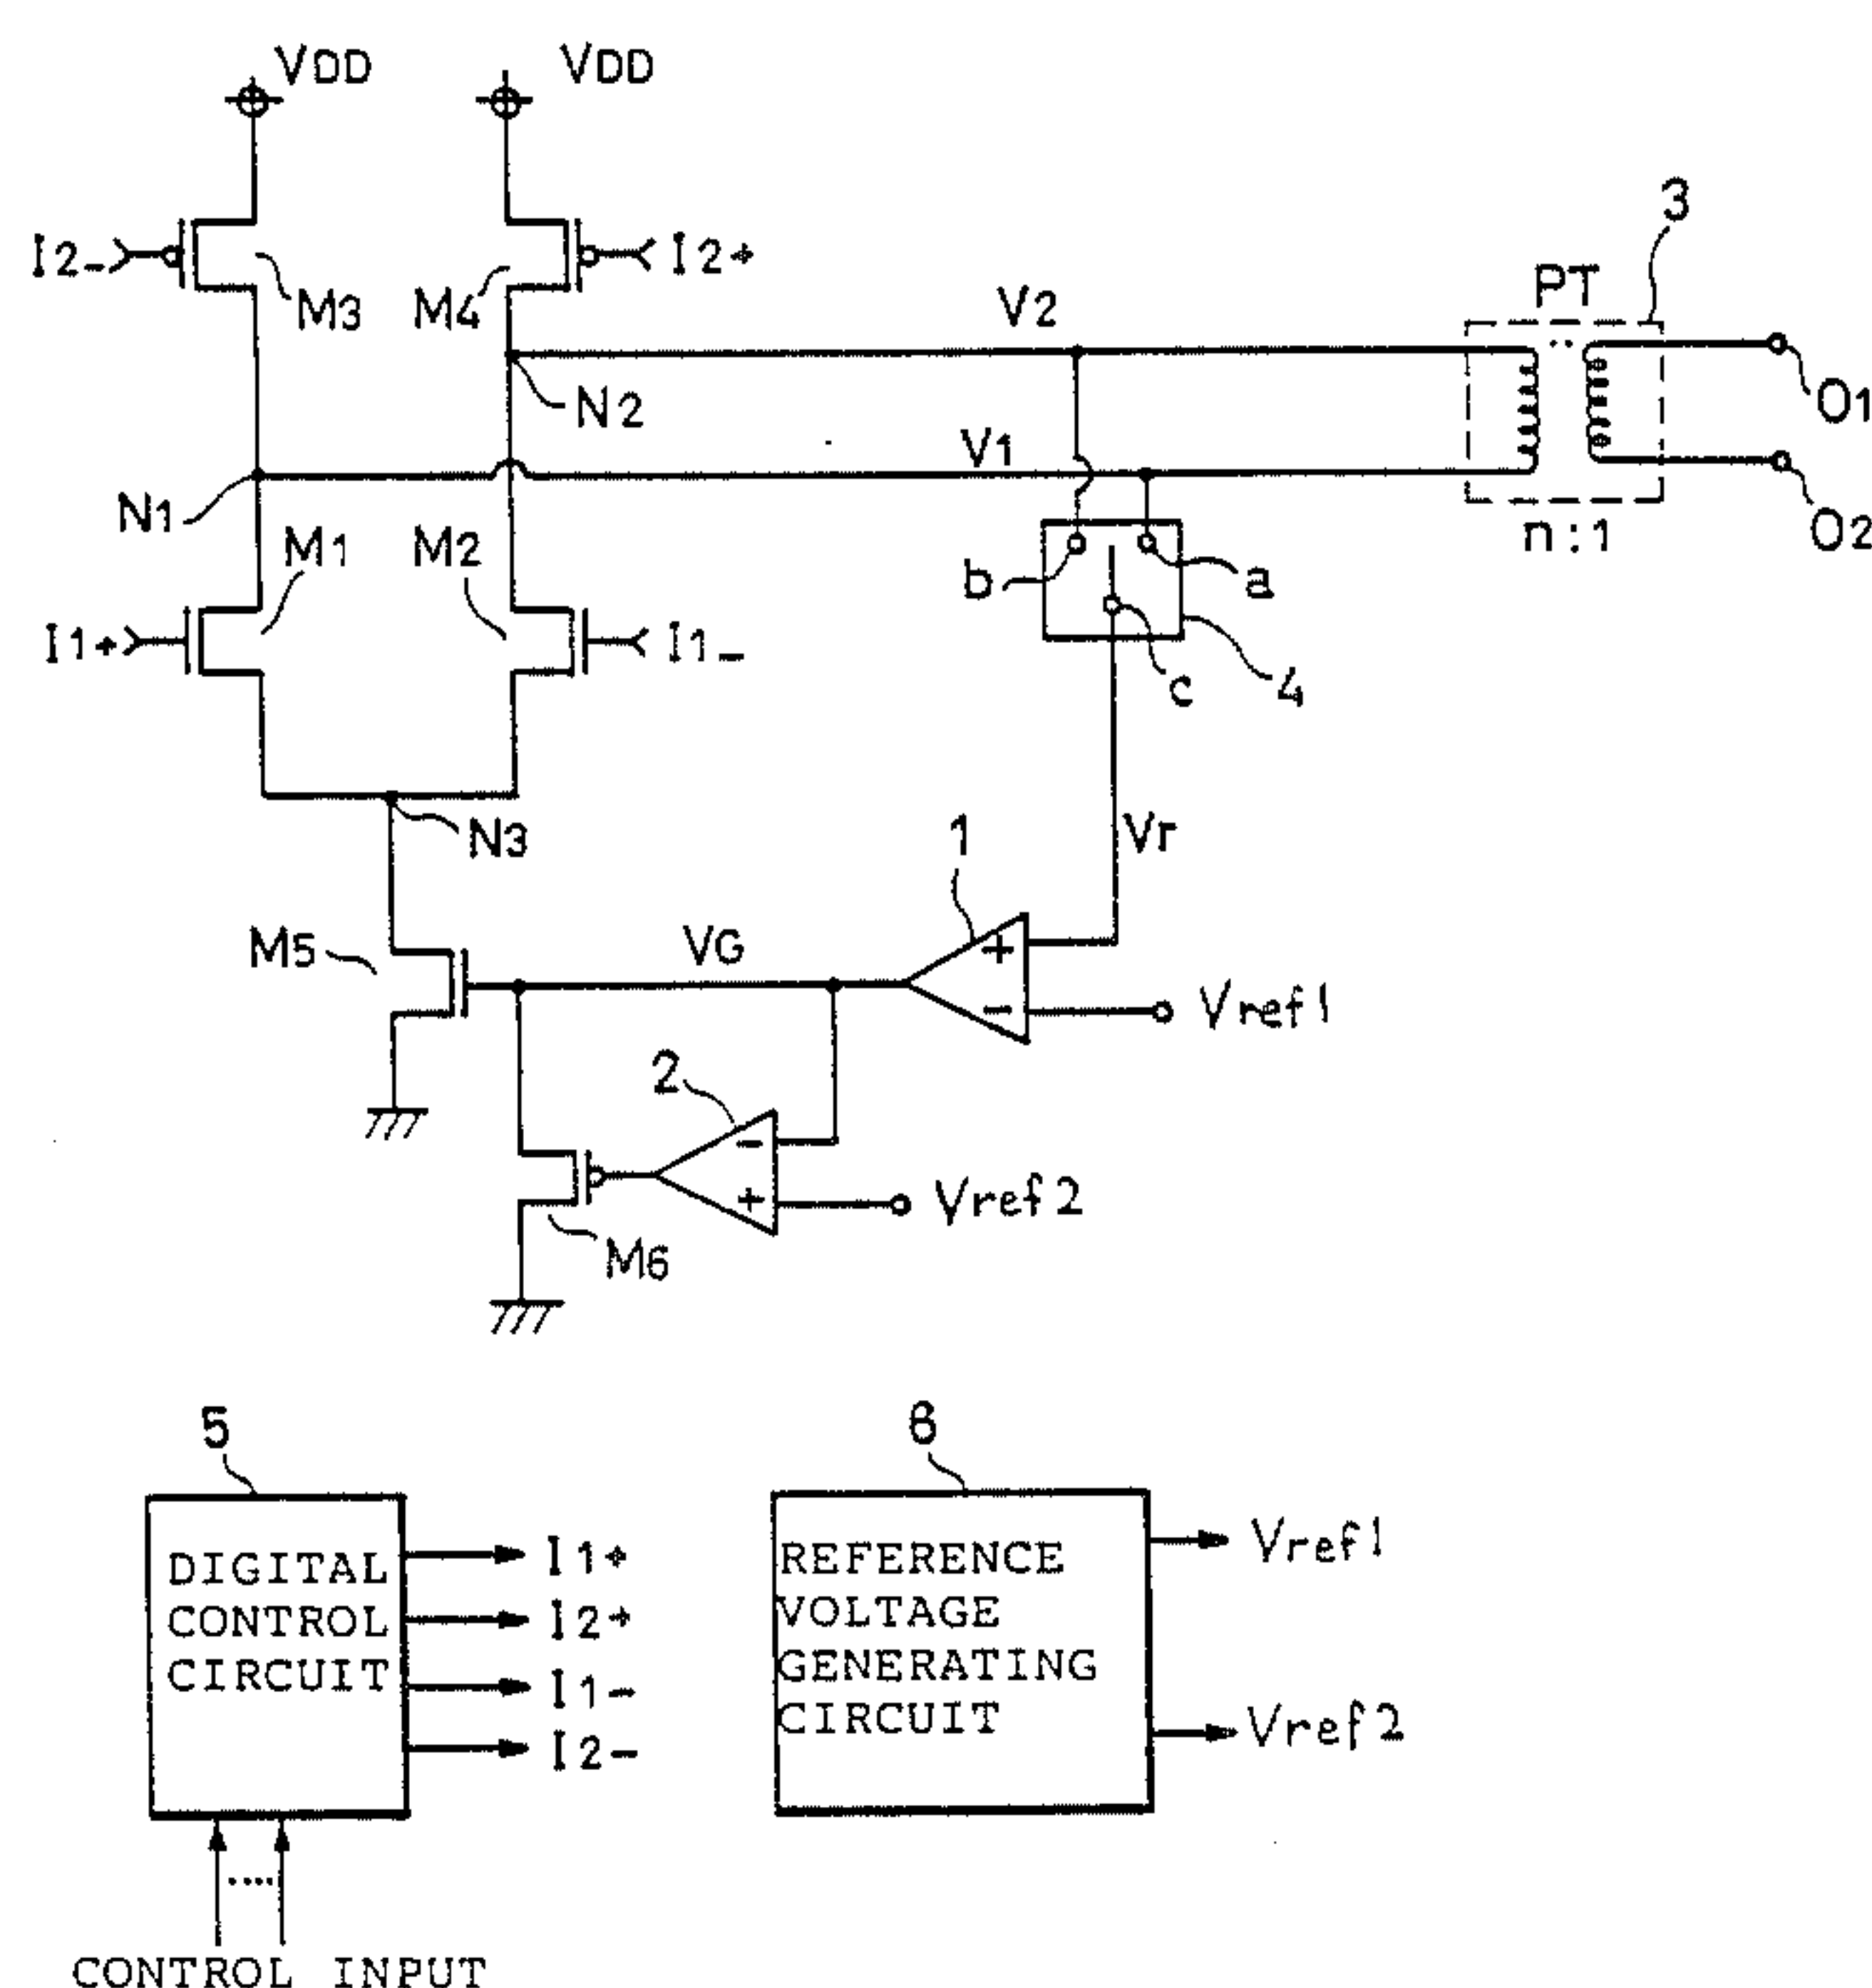 VDD VDD
I2- I2+
M3 M4
3
PT
V2
N2
O1
V1
N1
n:1
O2
M1 M2
b a
I1+ I1-
c 4
N3
1
Vr
M5
VG
Vref1
2
Vref2
M6
5
DIGITAL
CONTROL
CIRCUIT
I1+
I2+
I1-
I2-
CONTROL INPUT
6
REFERENCE
VOLTAGE
GENERATING
CIRCUIT
Vref1
Vref2